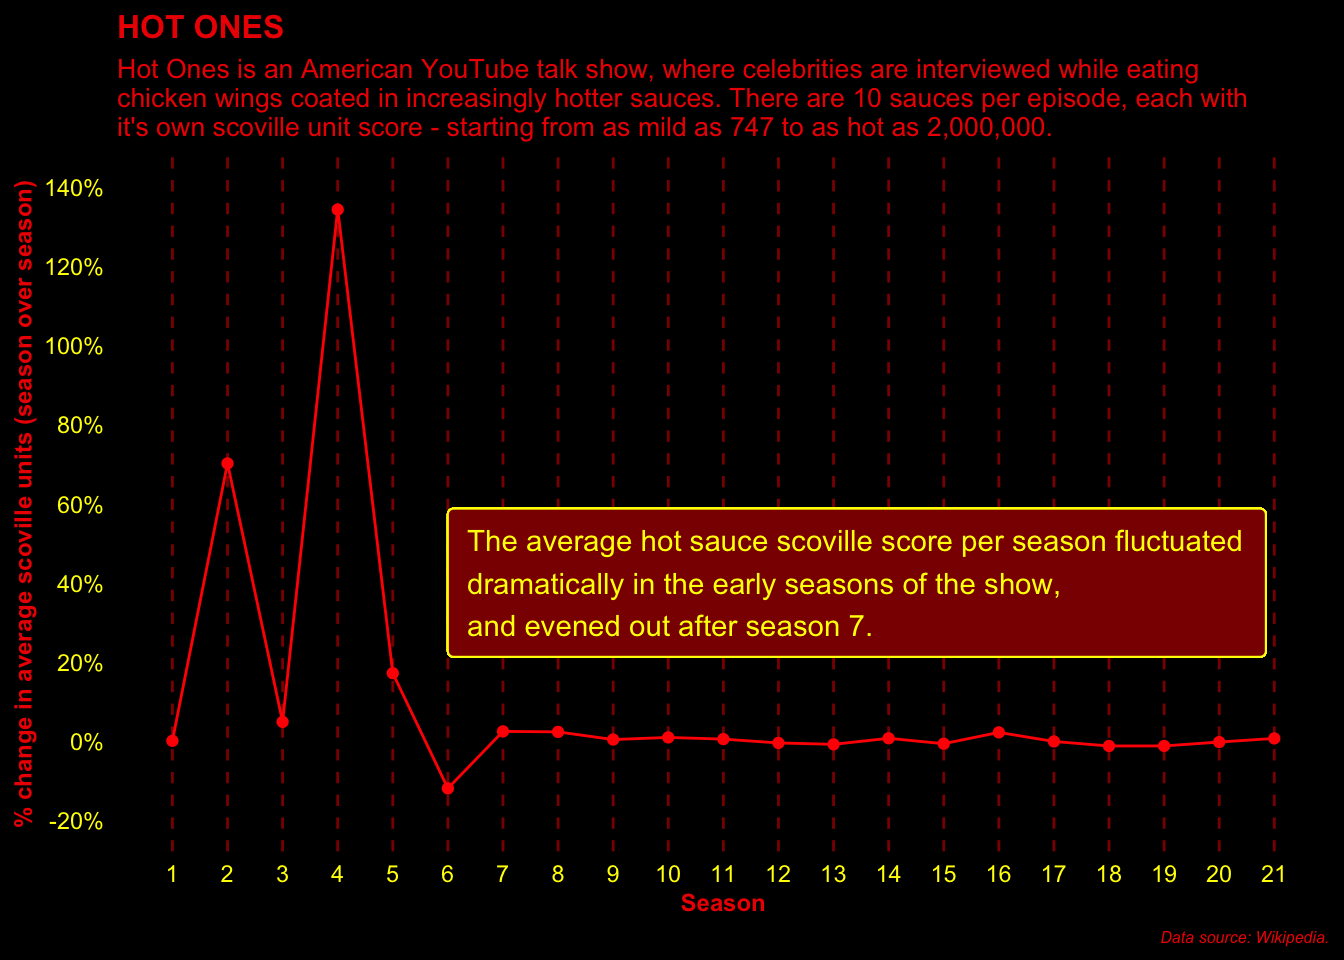 HOT ONES
Hot Ones is an American YouTube talk show, where celebrities are interviewed while eating
chicken wings coated in increasingly hotter sauces. There are 10 sauces per episode, each with
it's own scoville unit score - starting from as mild as 747 to as hot as 2,000,000.
% change in average scoville units (season over season)
140%
120%
100%
80%
60%
40%
20%
0%
-20%
The average hot sauce scoville score per season fluctuated
dramatically in the early seasons of the show,
and evened out after season 7.
1 2 3 4 5 6 7 8 9 10 11 12 13 14 15 16 17 18 19 20 21
Season
Data source: Wikipedia.